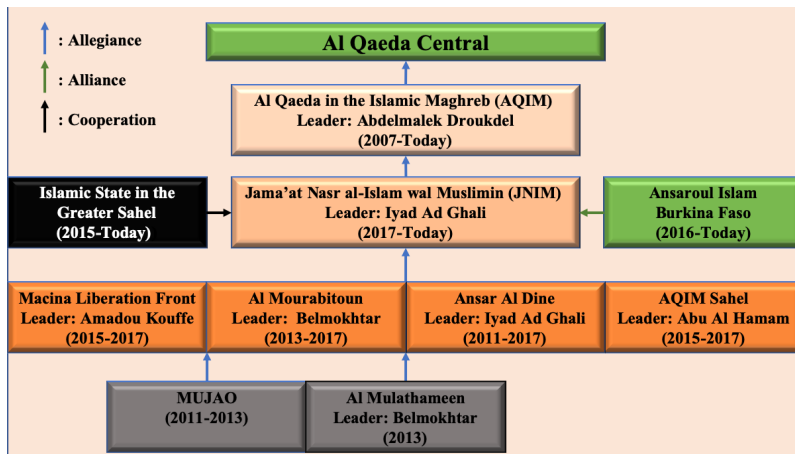 : Allegiance
: Alliance
: Cooperation
Al Qaeda Central
Al Qaeda in the Islamic Maghreb (AQIM)
Leader: Abdelmalek Droukdel
(2007-Today)
Islamic State in the
Greater Sahel
(2015-Today)
Jama’at Nasr al-Islam wal Muslimin (JNIM)
Leader: Iyad Ad Ghali
(2017-Today)
Ansaroul Islam
Burkina Faso
(2016-Today)
Macina Liberation Front
Leader: Amadou Kouffe
(2015-2017)
Al Mourabitoun
Leader: Belmokhtar
(2013-2017)
Ansar Al Dine
Leader: Iyad Ad Ghali
(2011-2017)
AQIM Sahel
Leader: Abu Al Hamam
(2015-2017)
MUJAO
(2011-2013)
Al Mulathameen
Leader: Belmokhtar
(2013)